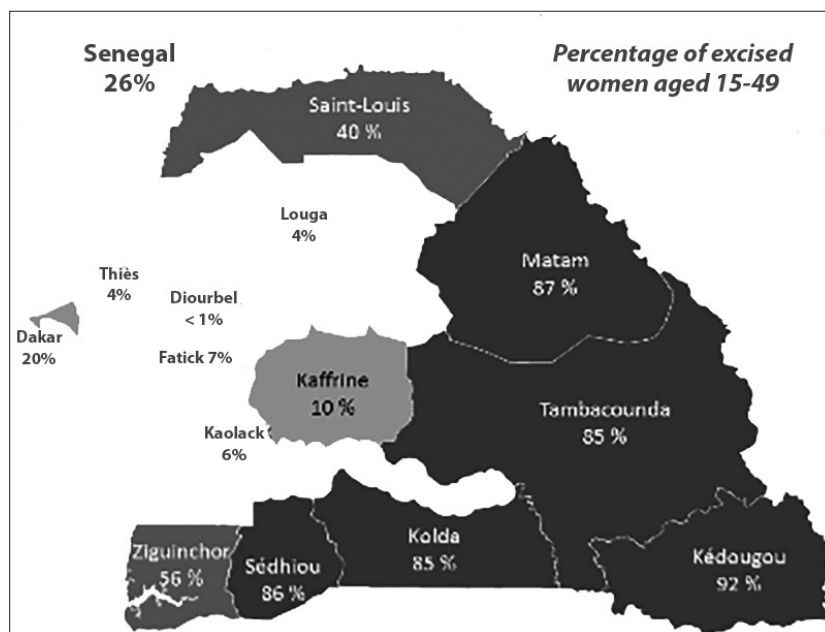 Senegal
26%
Percentage of excised
women aged 15-49
Saint-Louis
40 %
Louga
4%
Matam
87 %
Thiès
4%
Diourbel
< 1%
Dakar
20%
Fatick 7%
Kaffrine
10 %
Tambacounda
85 %
Kaolack
6%
Ziguinchor
56 %
Sédhiou
86 %
Kolda
85 %
Kédougou
92 %